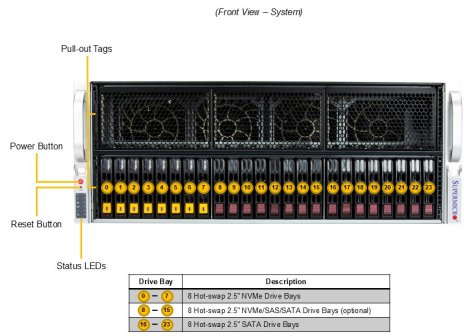 (Front View – System)
Pull-out Tags
Power Button
Reset Button
Status LEDs
0 1 2 3 4 5 6 7 8 9 10 11 12 13 14 15 16 17 18 19 20 21 22 23
SUPERMICRO
Drive Bay Description
0 – 7 8 Hot-swap 2.5" NVMe Drive Bays
8 – 15 8 Hot-swap 2.5" NVMe/SAS/SATA Drive Bays (optional)
16 – 23 8 Hot-swap 2.5" SATA Drive Bays